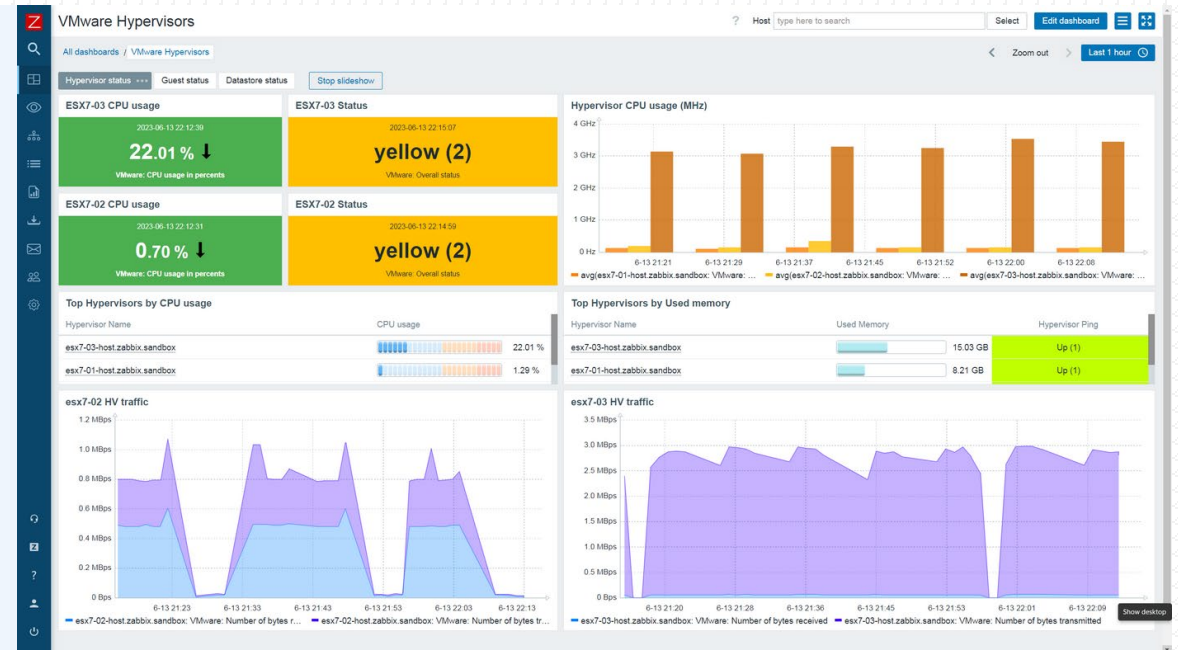 Z
VMware Hypervisors
? Host type here to search Select Edit dashboard
All dashboards / VMware Hypervisors
Zoom out Last 1 hour
Hypervisor status Guest status Datastore status Stop slideshow
ESX7-03 CPU usage
2023-06-13 22:12:39
22.01 %
VMware: CPU usage in percents
ESX7-03 Status
2023-06-13 22:15:07
yellow (2)
VMware: Overall status
ESX7-02 CPU usage
2023-06-13 22:12:31
0.70 %
VMware: CPU usage in percents
ESX7-02 Status
2023-06-13 22:14:59
yellow (2)
VMware: Overall status
Hypervisor CPU usage (MHz)
4 GHz
3 GHz
2 GHz
1 GHz
0 Hz
6-13 21:21 6-13 21:29 6-13 21:37 6-13 21:45 6-13 21:52 6-13 22:00 6-13 22:08
avg(esx7-01-host.zabbix.sandbox: VMware: ... avg(esx7-02-host.zabbix.sandbox: VMware: ... avg(esx7-03-host.zabbix.sandbox: VMware: ...
Top Hypervisors by CPU usage
Hypervisor Name CPU usage
esx7-03-host.zabbix.sandbox 22.01 %
esx7-01-host.zabbix.sandbox 1.29 %
Top Hypervisors by Used memory
Hypervisor Name Used Memory Hypervisor Ping
esx7-03-host.zabbix.sandbox 15.03 GB Up (1)
esx7-01-host.zabbix.sandbox 8.21 GB Up (1)
esx7-02 HV traffic
1.2 MBps
1.0 MBps
0.8 MBps
0.6 MBps
0.4 MBps
0.2 MBps
0 Bps
6-13 21:23 6-13 21:33 6-13 21:43 6-13 21:53 6-13 22:03 6-13 22:13
esx7-02-host.zabbix.sandbox: VMware: Number of bytes r... esx7-02-host.zabbix.sandbox: VMware: Number of bytes tr...
esx7-03 HV traffic
3.5 MBps
3.0 MBps
2.5 MBps
2.0 MBps
1.5 MBps
1.0 MBps
0.5 MBps
0 Bps
6-13 21:20 6-13 21:28 6-13 21:36 6-13 21:45 6-13 21:53 6-13 22:01 6-13 22:09
esx7-03-host.zabbix.sandbox: VMware: Number of bytes received esx7-03-host.zabbix.sandbox: VMware: Number of bytes transmitted
Show desktop
Z
?